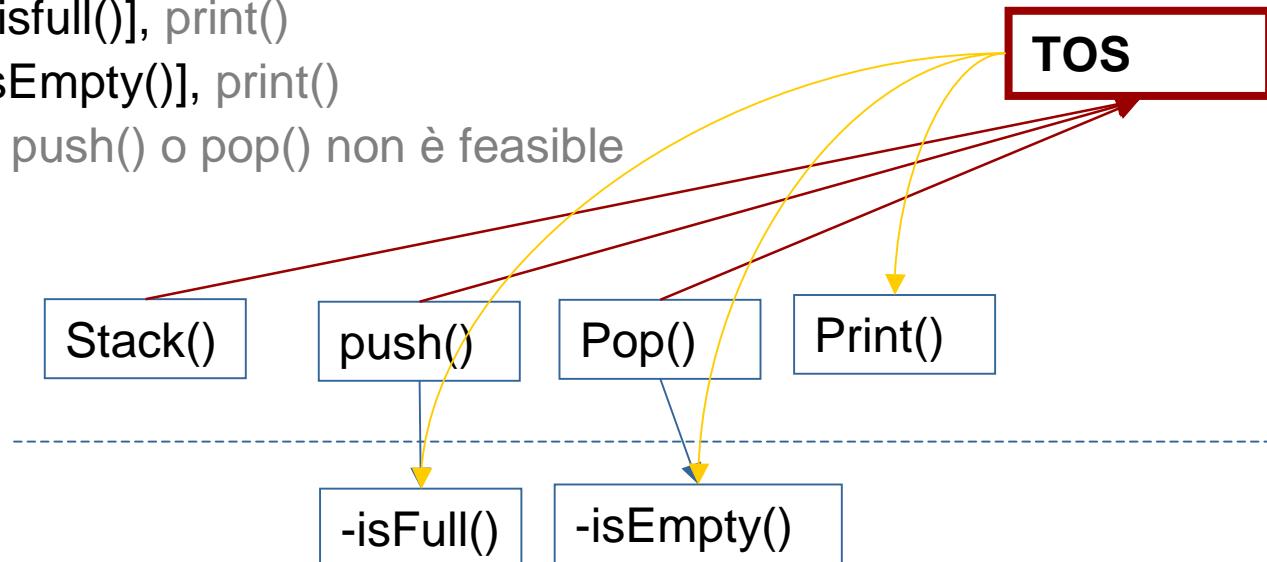 isfull()], print()
sEmpty()], print()
push() o pop() non è feasible
TOS
Stack()
push()
Pop()
Print()
-isFull()
-isEmpty()